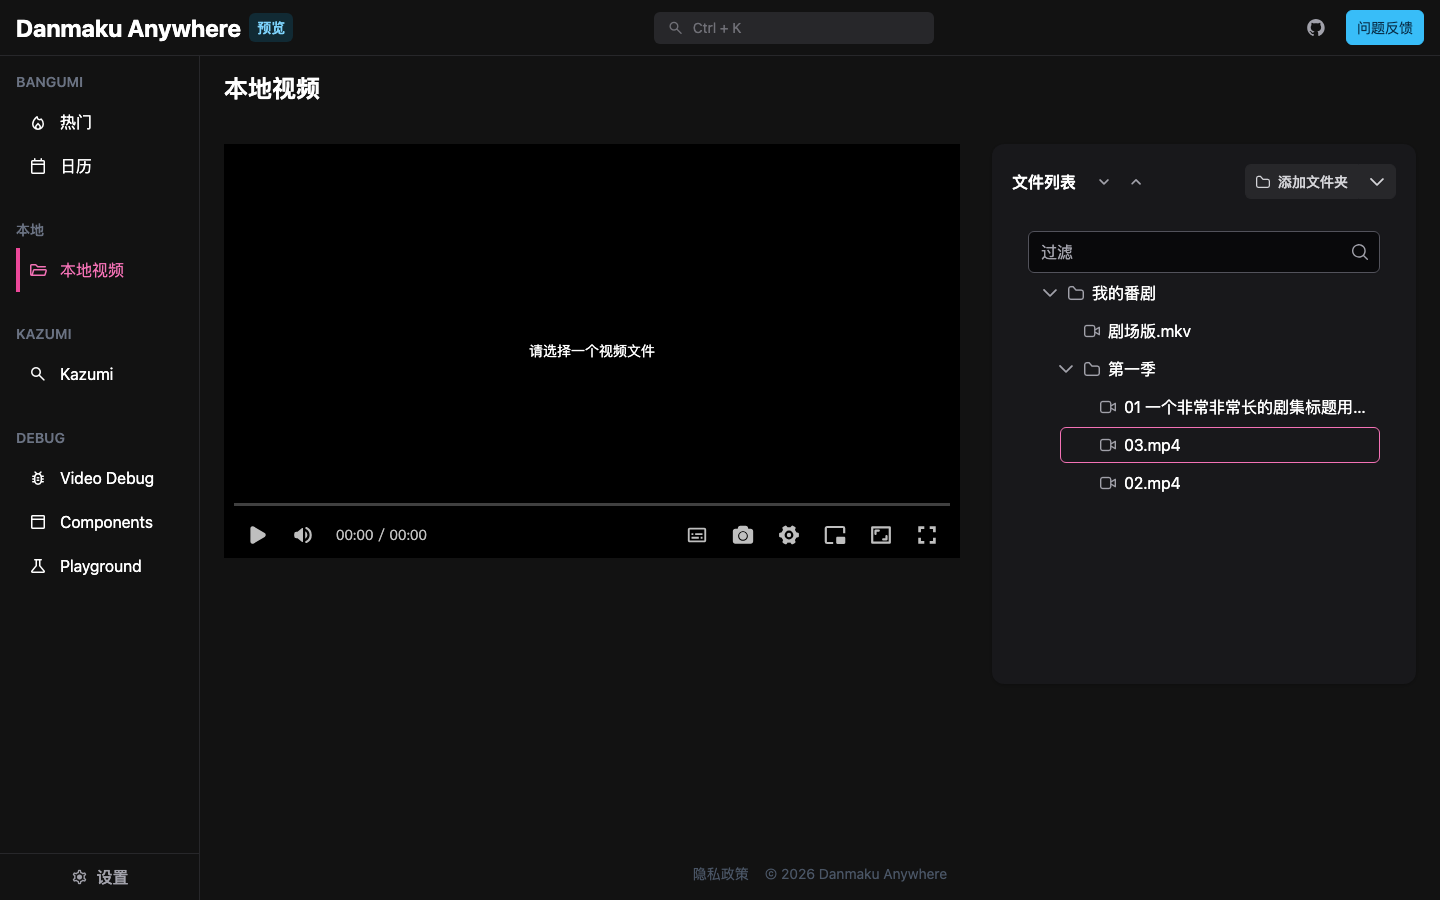 Danmaku Anywhere 预览
Ctrl + K
问题反馈
BANGUMI
热门
日历
本地
本地视频
KAZUMI
Kazumi
DEBUG
Video Debug
Components
Playground
设置
本地视频
请选择一个视频文件
00:00 / 00:00
文件列表
添加文件夹
过滤
我的番剧
剧场版.mkv
第一季
01 一个非常非常长的剧集标题用...
03.mp4
02.mp4
隐私政策 © 2026 Danmaku Anywhere